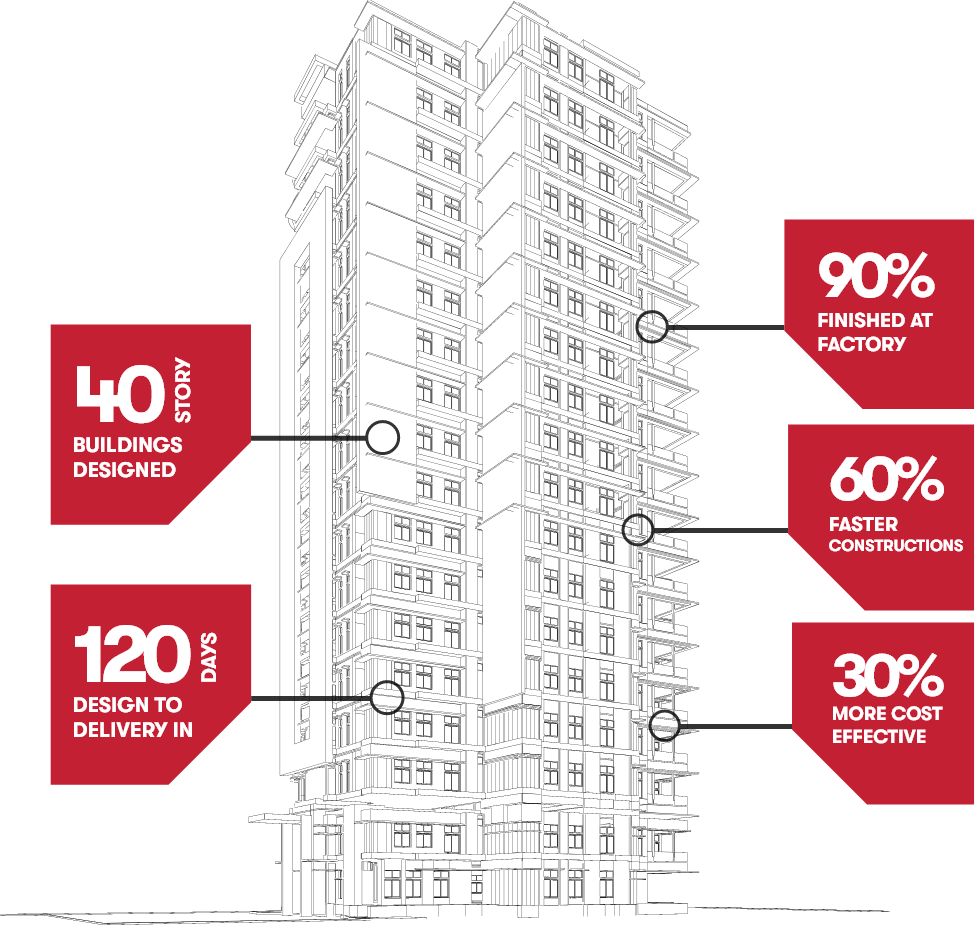 40 STORY
BUILDINGS
DESIGNED
120 DAYS
DESIGN TO
DELIVERY IN
90%
FINISHED AT
FACTORY
60%
FASTER
CONSTRUCTIONS
30%
MORE COST
EFFECTIVE